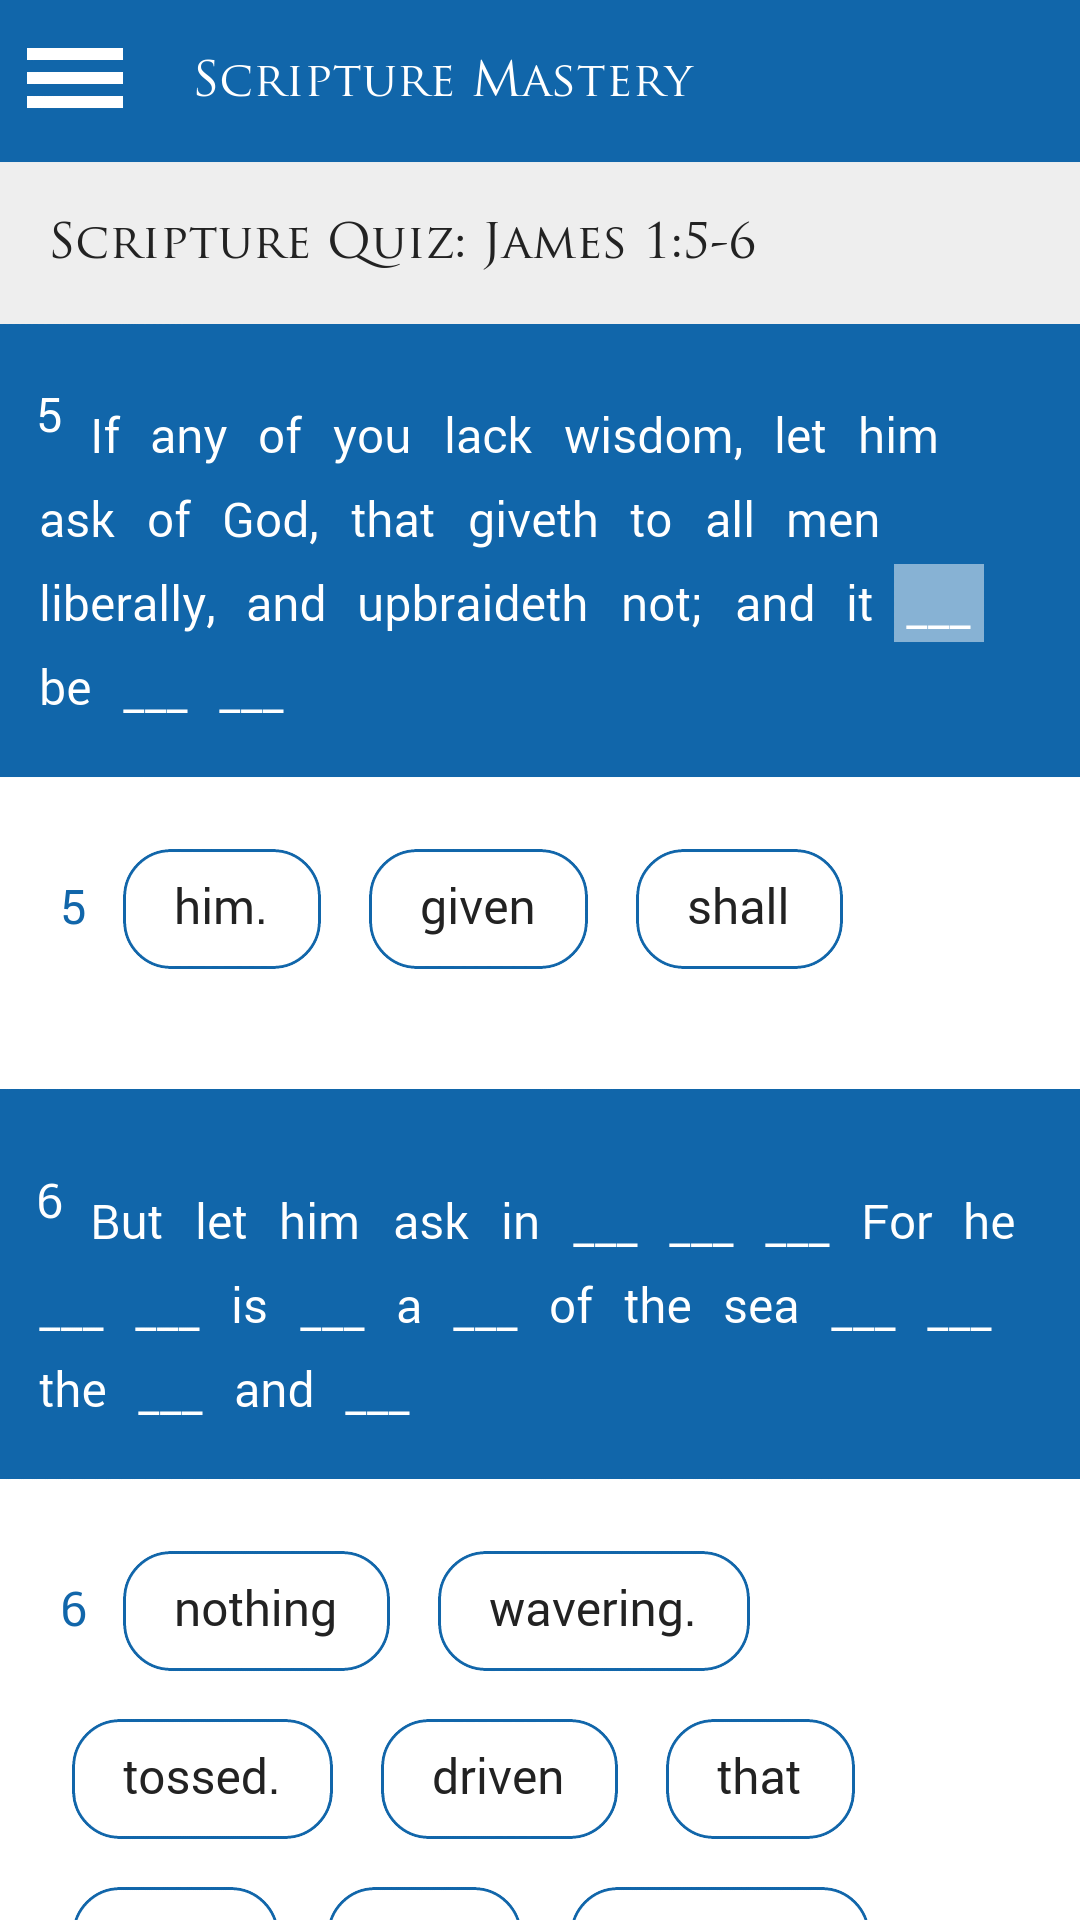 Scripture Mastery
Scripture Quiz: James 1:5-6
5 If any of you lack wisdom, let him
ask of God, that giveth to all men
liberally, and upbraideth not; and it ___
be ___ ___
5 him. given shall
6 But let him ask in ___ ___ ___ For he
___ ___ is ___ a ___ of the sea ___ ___
the ___ and ___
6 nothing wavering.
tossed. driven that